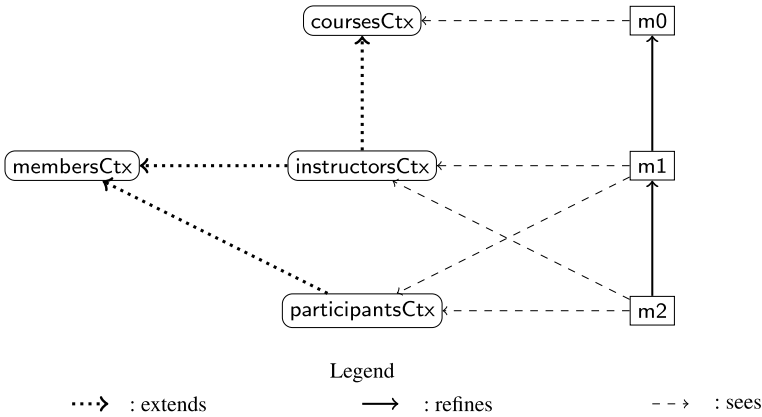 coursesCtx m0
membersCtx instructorsCtx m1
participantsCtx m2
Legend
: extends : refines : sees